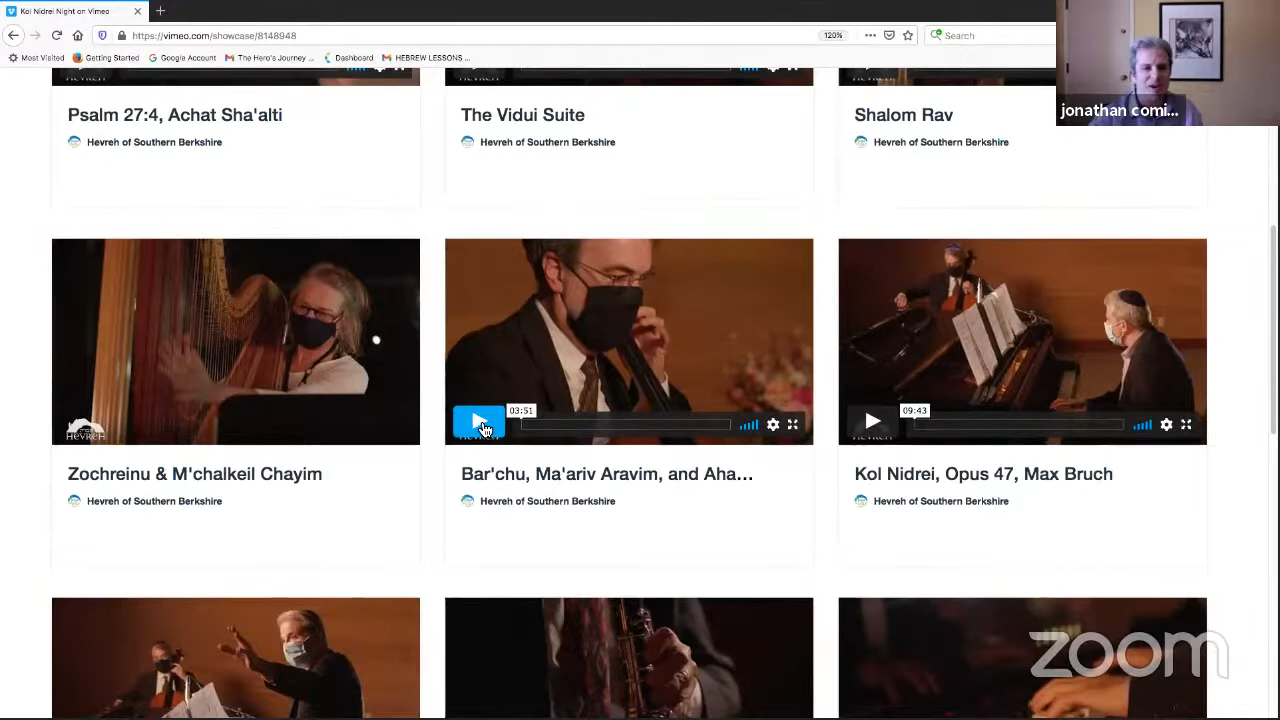 Kol Nidrei Night on Vimeo
https://vimeo.com/showcase/8148948
120%
Search
Most Visited
Getting Started
Google Account
The Hero's Journey ...
Dashboard
HEBREW LESSONS ...
jonathan comi...
Psalm 27:4, Achat Sha'alti
Hevreh of Southern Berkshire
The Vidui Suite
Hevreh of Southern Berkshire
Shalom Rav
Hevreh of Southern Berkshire
HEVREH
03:51
09:43
Zochreinu & M'chalkeil Chayim
Hevreh of Southern Berkshire
Bar'chu, Ma'ariv Aravim, and Aha...
Hevreh of Southern Berkshire
Kol Nidrei, Opus 47, Max Bruch
Hevreh of Southern Berkshire
zoom